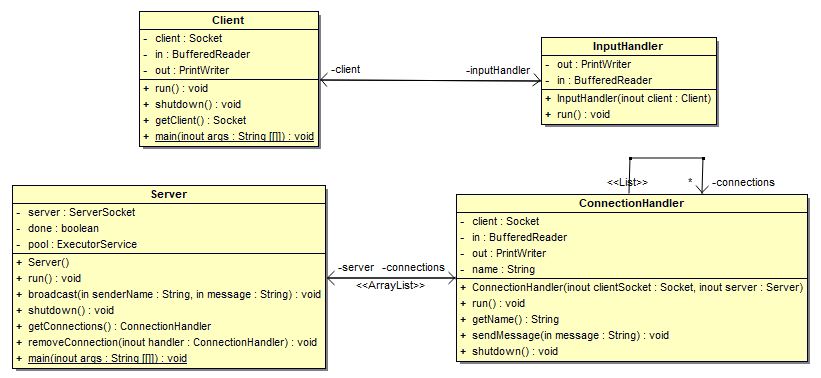 Client
- client : Socket
- in : BufferedReader
- out : PrintWriter
+ run() : void
+ shutdown() : void
+ getClient() : Socket
+ main(inout args : String [[]]) : void
-client
-inputHandler
InputHandler
- out : PrintWriter
- in : BufferedReader
+ InputHandler(inout client : Client)
+ run() : void
<<List>>
*
-connections
Server
- server : ServerSocket
- done : boolean
- pool : ExecutorService
+ Server()
+ run() : void
+ broadcast(in senderName : String, in message : String) : void
+ shutdown() : void
+ getConnections() : ConnectionHandler
+ removeConnection(inout handler : ConnectionHandler) : void
+ main(inout args : String [[]]) : void
-server
-connections
<<ArrayList>>
ConnectionHandler
- client : Socket
- in : BufferedReader
- out : PrintWriter
- name : String
+ ConnectionHandler(inout clientSocket : Socket, inout server : Server)
+ run() : void
+ getName() : String
+ sendMessage(in message : String) : void
+ shutdown() : void